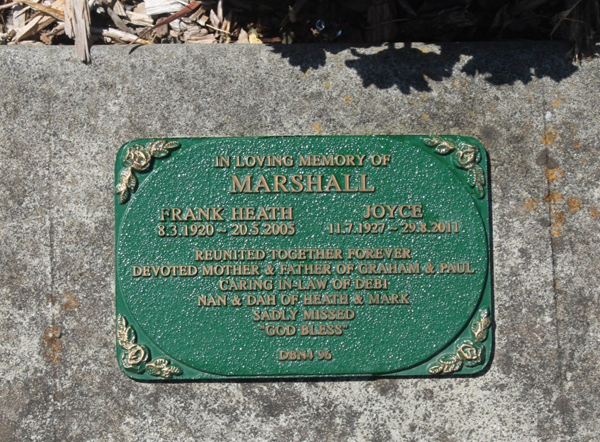 IN LOVING MEMORY OF
MARSHALL
FRANK HEATH JOYCE
8.3.1920 ~ 20.5.2005 11.7.1927 ~ 29.8.2011
REUNITED TOGETHER FOREVER
DEVOTED MOTHER & FATHER OF GRAHAM & PAUL
CARING IN-LAW OF DEBI
NAN & DAH OF HEATH & MARK
SADLY MISSED
"GOD BLESS"
DBN4 96